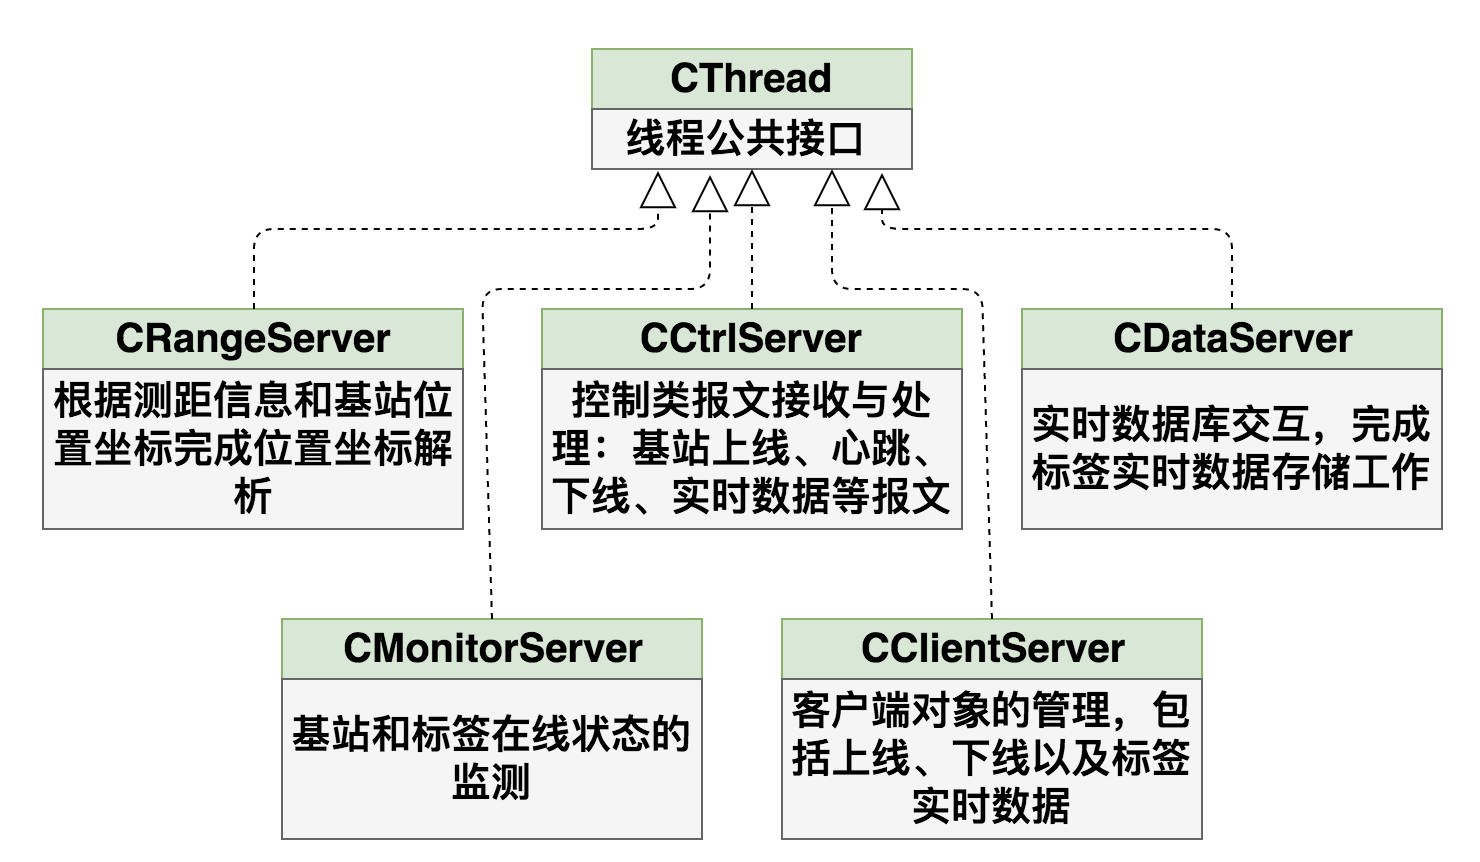 CThread
线程公共接口
CRangeServer
根据测距信息和基站位
置坐标完成位置坐标解
析
CCtrlServer
控制类报文接收与处
理：基站上线、心跳、
下线、实时数据等报文
CDataServer
实时数据库交互，完成
标签实时数据存储工作
CMonitorServer
基站和标签在线状态的
监测
CClientServer
客户端对象的管理，包
括上线、下线以及标签
实时数据